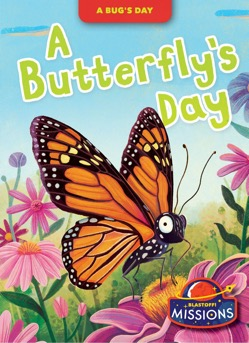 A BUG'S DAY
A
Butterfly's
Day
BLASTOFF!
MISSIONS